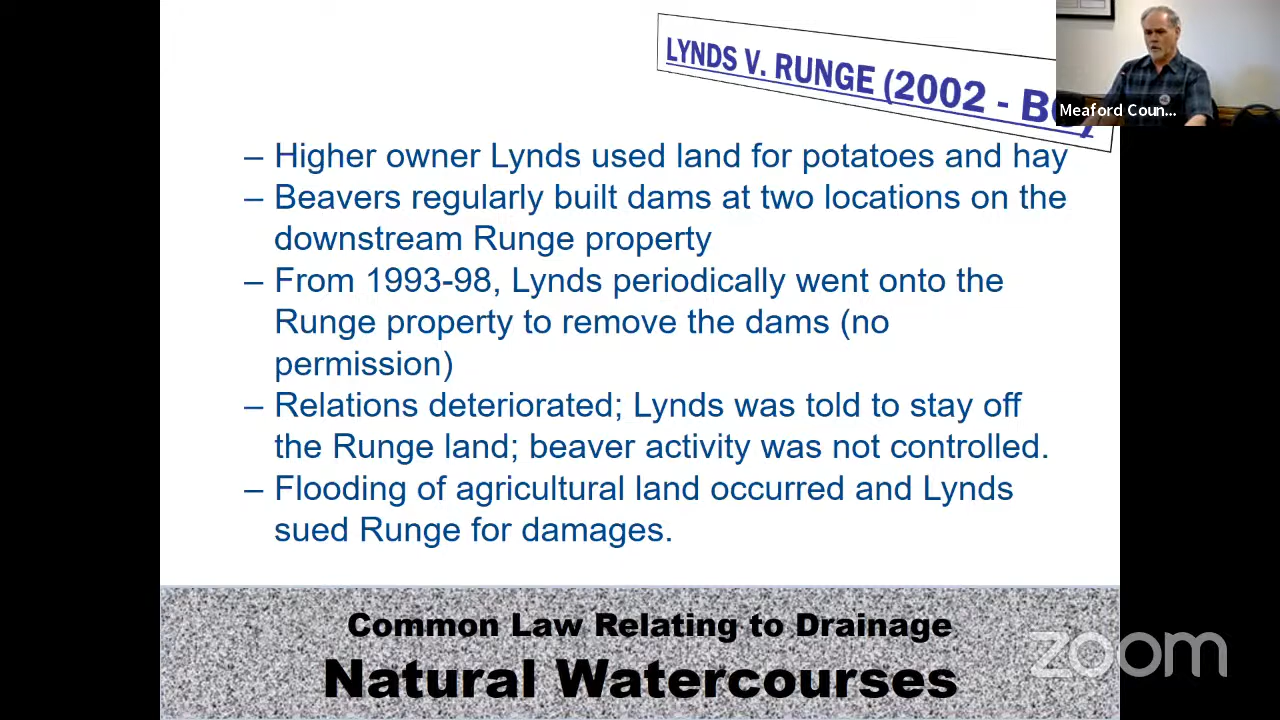 LYNDS V. RUNGE (2002 -
Meaford Coun...
– Higher owner Lynds used land for potatoes and hay
– Beavers regularly built dams at two locations on the
downstream Runge property
– From 1993-98, Lynds periodically went onto the
Runge property to remove the dams (no
permission)
– Relations deteriorated; Lynds was told to stay off
the Runge land; beaver activity was not controlled.
– Flooding of agricultural land occurred and Lynds
sued Runge for damages.
Common Law Relating to Drainage
Natural Watercourses
zoom